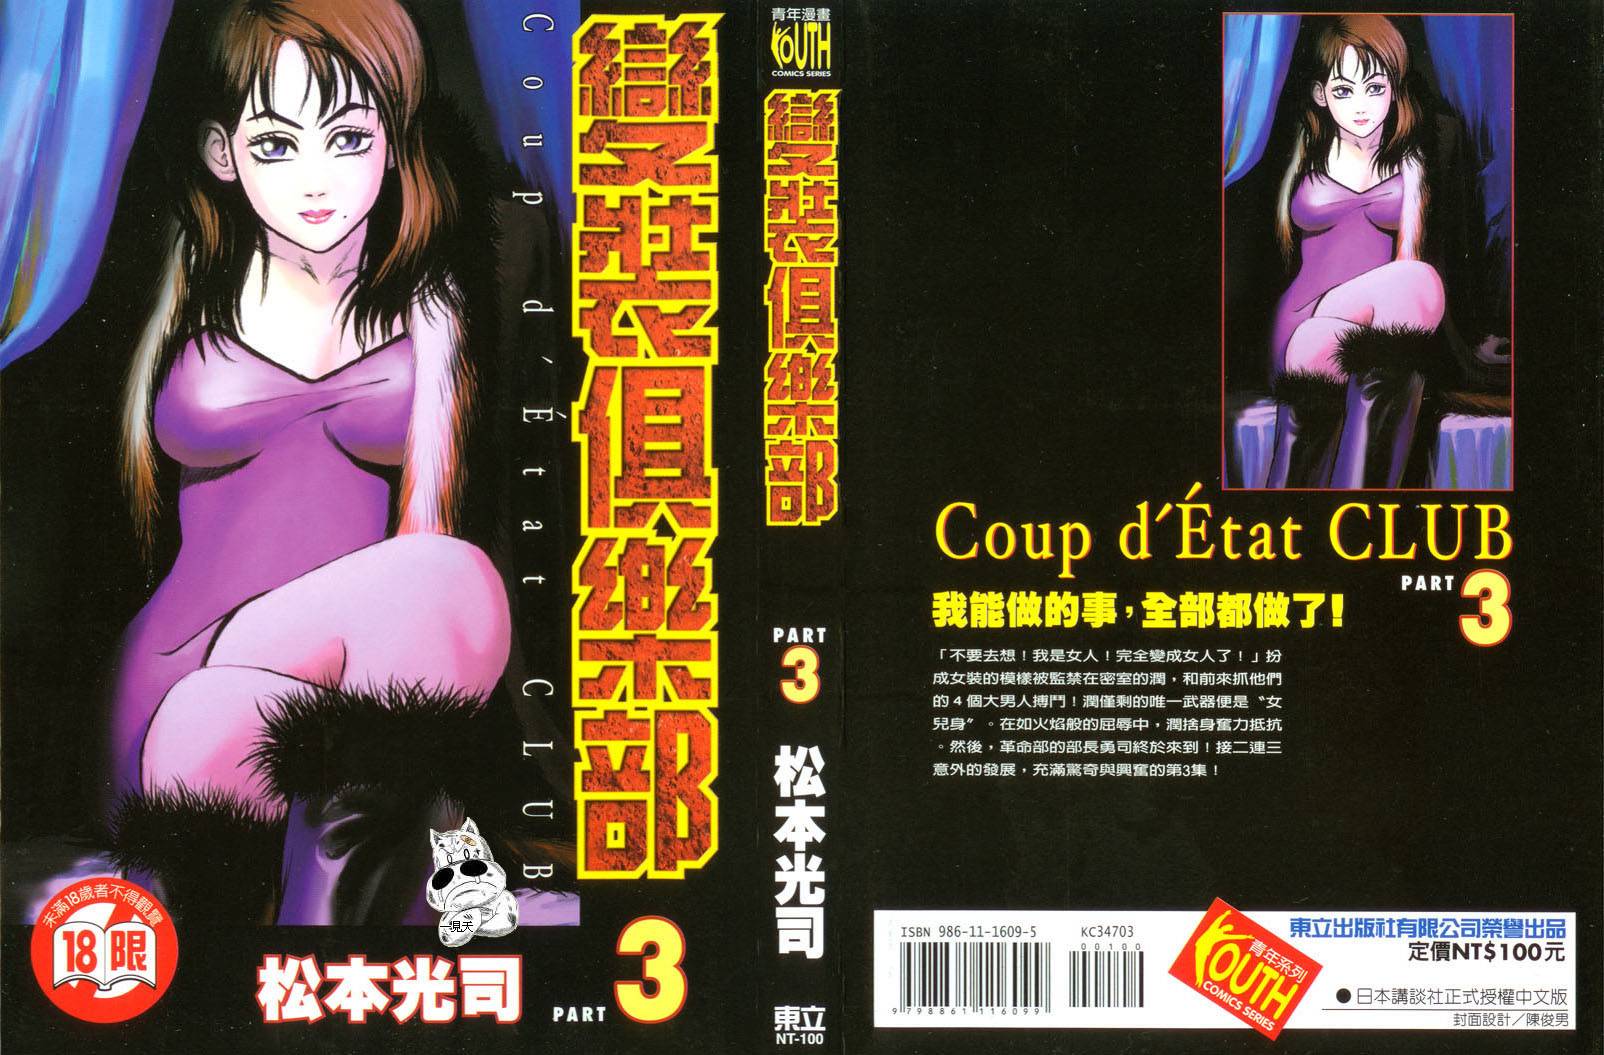 Coup d´État CLUB
變裝俱樂部
未滿18歲者不得觀覽
18限
一現天
松本光司
PART 3
青年漫畫
YOUTH
COMICS SERIES
變裝俱樂部
PART
3
松本光司
東立
NT-100
Coup d´État CLUB
PART 3
我能做的事，全部都做了！
「不要去想！我是女人！完全變成女人了！」扮
成女裝的模樣被監禁在密室的潤，和前來抓他們
的4個大男人搏鬥！潤僅剩的唯一武器便是〝女
兒身〞。在如火焰般的屈辱中，潤捨身奮力抵抗
。然後，革命部的部長勇司終於來到！接二連三
意外的發展，充滿驚奇與興奮的第3集！
ISBN 986-11-1609-5
KC34703
00100
9 798861 116099
青年系列
YOUTH
COMICS SERIES
東立出版社有限公司榮譽出品
定價NT$100元
●日本講談社正式授權中文版
封面設計／陳俊男